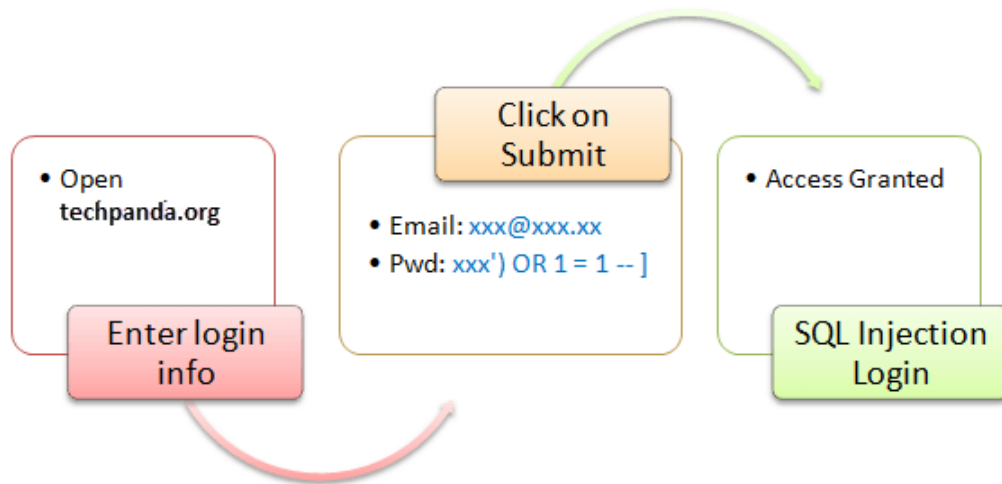 • Open
techpanda.org
Enter login
info
Click on
Submit
• Email: xxx@xxx.xx
• Pwd: xxx') OR 1 = 1 -- ]
• Access Granted
SQL Injection
Login